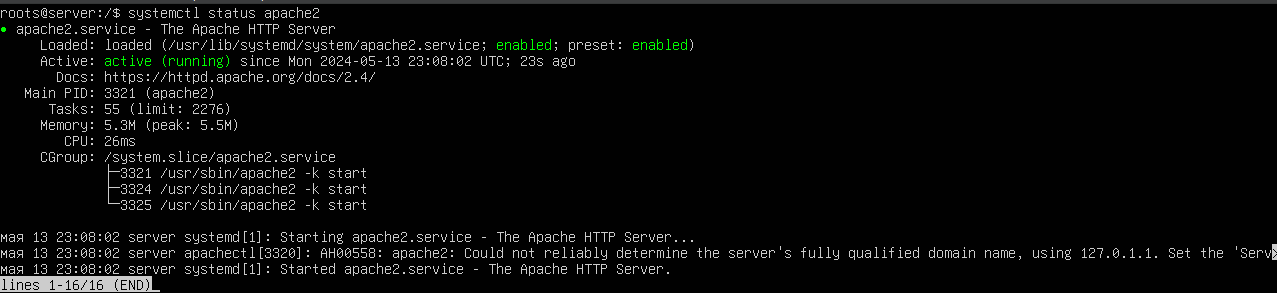 roots@server:/$ systemctl status apache2
● apache2.service - The Apache HTTP Server
     Loaded: loaded (/usr/lib/systemd/system/apache2.service; enabled; preset: enabled)
     Active: active (running) since Mon 2024-05-13 23:08:02 UTC; 23s ago
       Docs: https://httpd.apache.org/docs/2.4/
   Main PID: 3321 (apache2)
      Tasks: 55 (limit: 2276)
     Memory: 5.3M (peak: 5.5M)
        CPU: 26ms
     CGroup: /system.slice/apache2.service
             ├─3321 /usr/sbin/apache2 -k start
             ├─3324 /usr/sbin/apache2 -k start
             └─3325 /usr/sbin/apache2 -k start
мая 13 23:08:02 server systemd[1]: Starting apache2.service - The Apache HTTP Server...
мая 13 23:08:02 server apachectl[3320]: AH00558: apache2: Could not reliably determine the server's fully qualified domain name, using 127.0.1.1. Set the 'Serv>
мая 13 23:08:02 server systemd[1]: Started apache2.service - The Apache HTTP Server.
lines 1-16/16 (END)